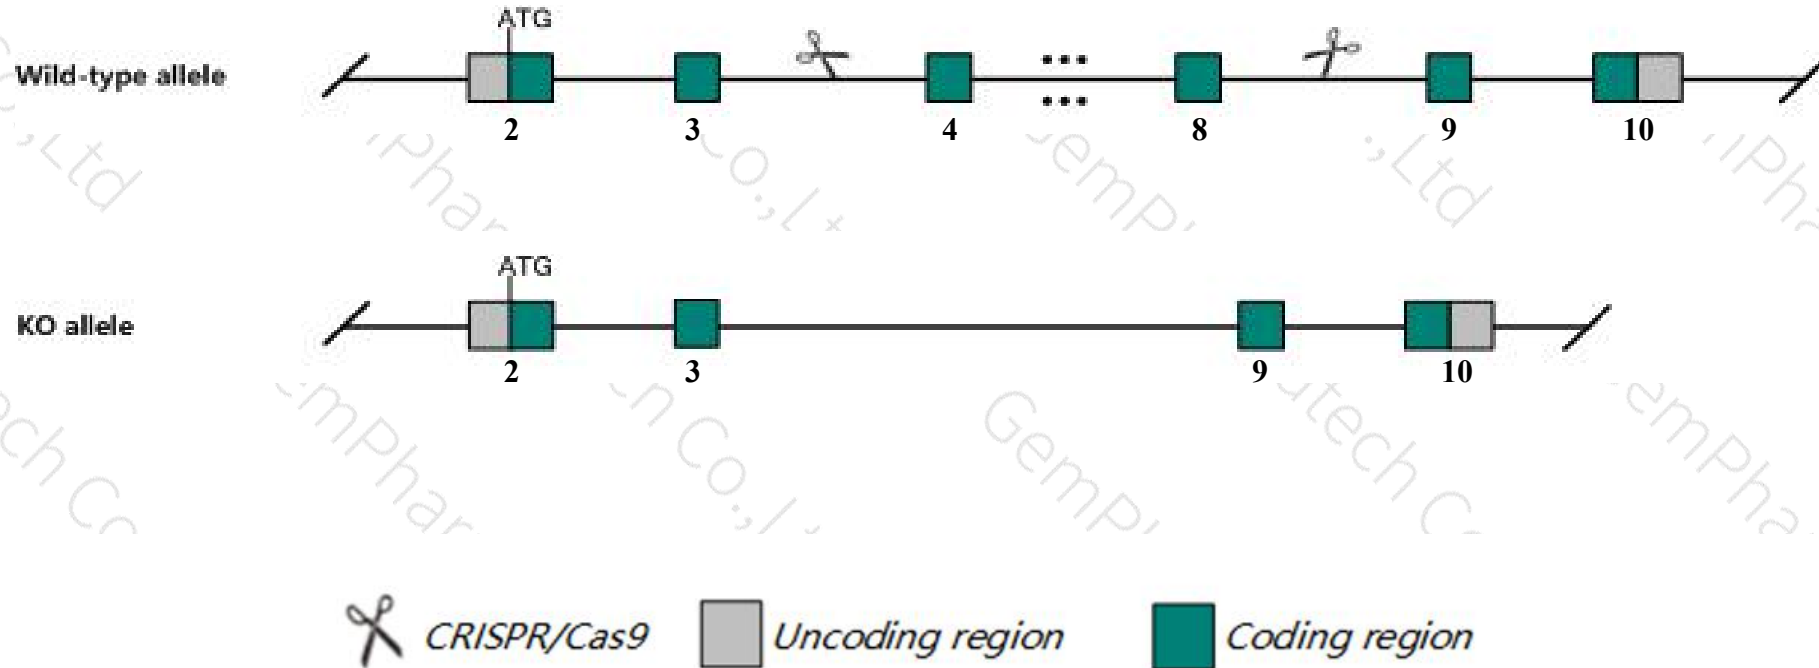 ATG
Wild-type allele
2 3 4 8 9 10
ATG
KO allele
2 3 9 10
CRISPR/Cas9 Uncoding region Coding region